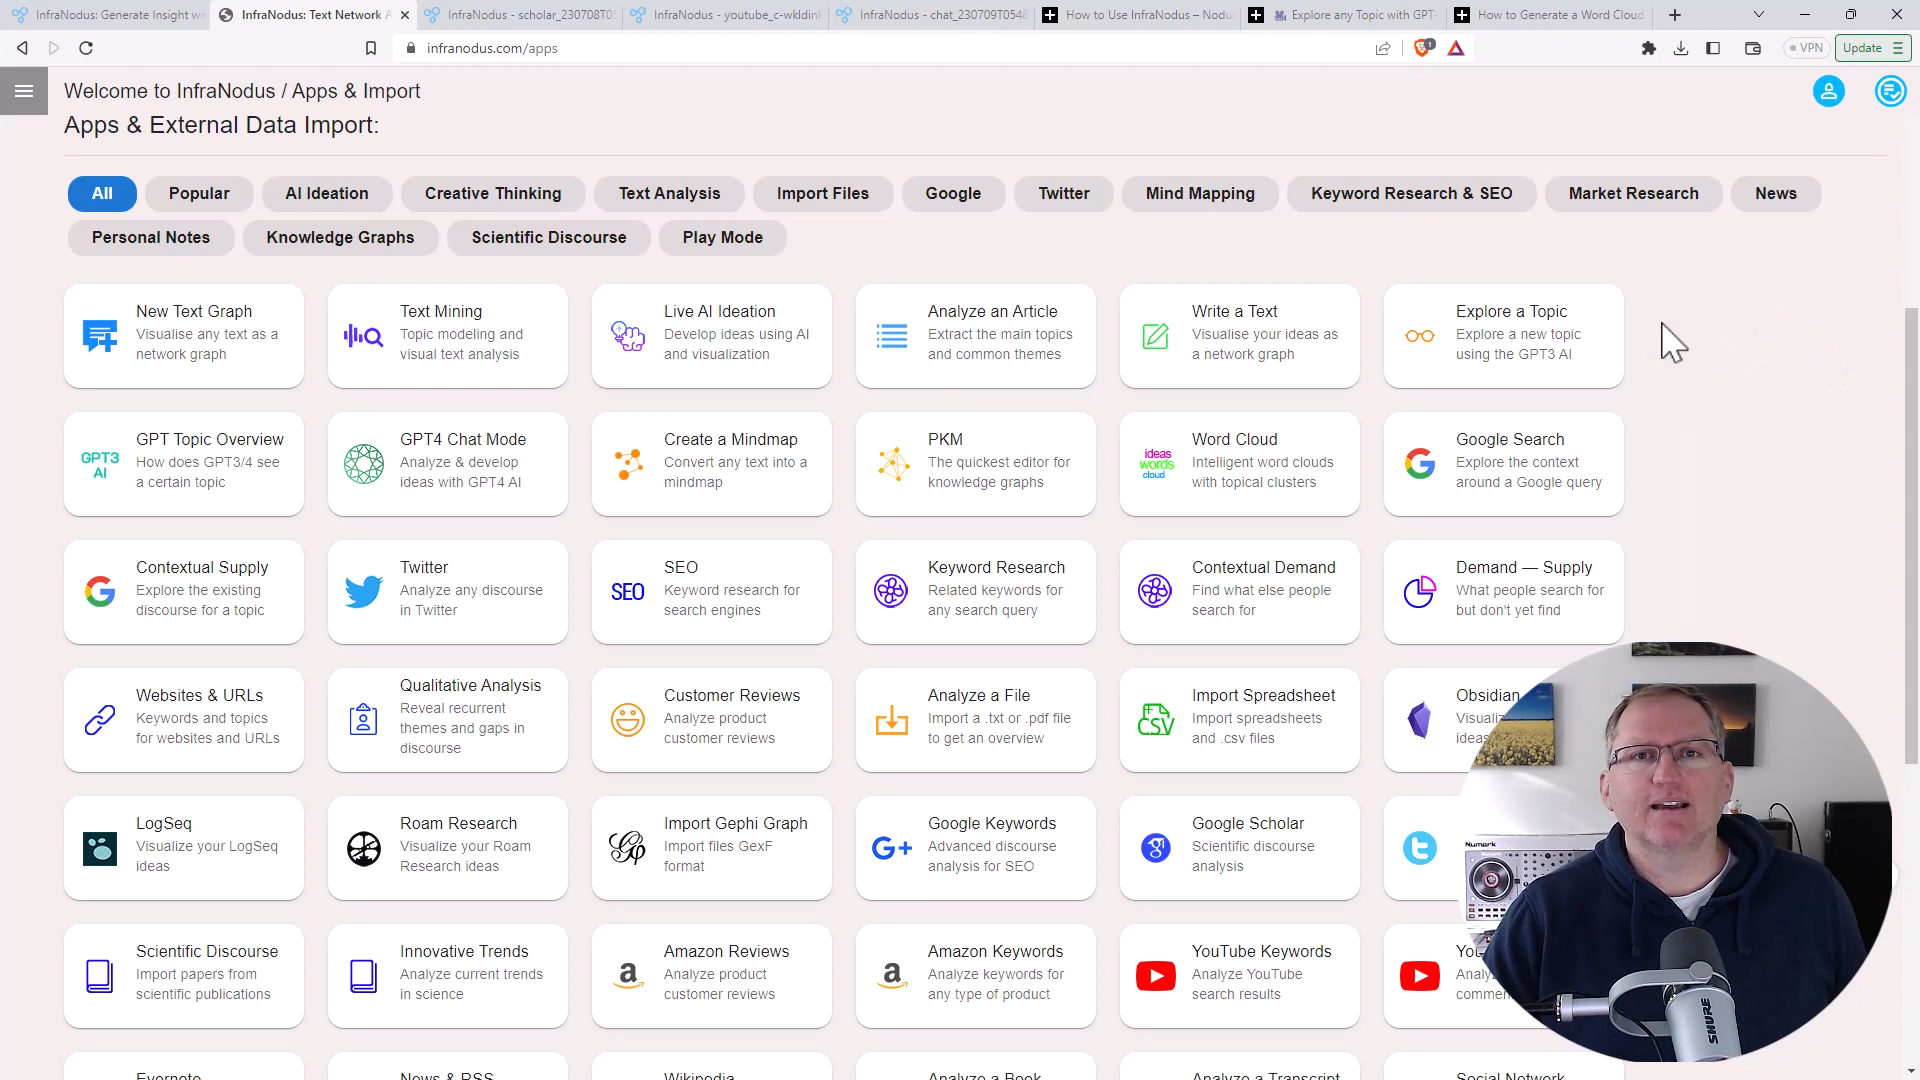 InfraNodus: Generate Insight wi
InfraNodus: Text Network A
InfraNodus - scholar_230708T0
InfraNodus - youtube_c-wkldink
InfraNodus - chat_230709T0548
How to Use InfraNodus – Nodus
Explore any Topic with GPT-
How to Generate a Word Cloud
infranodus.com/apps
1
VPN
Update
Welcome to InfraNodus / Apps & Import
Apps & External Data Import:
All
Popular
AI Ideation
Creative Thinking
Text Analysis
Import Files
Google
Twitter
Mind Mapping
Keyword Research & SEO
Market Research
News
Personal Notes
Knowledge Graphs
Scientific Discourse
Play Mode
New Text Graph
Visualise any text as a
network graph
Text Mining
Topic modeling and
visual text analysis
Live AI Ideation
Develop ideas using AI
and visualization
Analyze an Article
Extract the main topics
and common themes
Write a Text
Visualise your ideas as
a network graph
Explore a Topic
Explore a new topic
using the GPT3 AI
GPT3
AI
GPT Topic Overview
How does GPT3/4 see
a certain topic
GPT4 Chat Mode
Analyze & develop
ideas with GPT4 AI
Create a Mindmap
Convert any text into a
mindmap
PKM
The quickest editor for
knowledge graphs
ideas
words
cloud
Word Cloud
Intelligent word clouds
with topical clusters
Google Search
Explore the context
around a Google query
Contextual Supply
Explore the existing
discourse for a topic
Twitter
Analyze any discourse
in Twitter
SEO
SEO
Keyword research for
search engines
Keyword Research
Related keywords for
any search query
Contextual Demand
Find what else people
search for
Demand — Supply
What people search for
but don't yet find
Websites & URLs
Keywords and topics
for websites and URLs
Qualitative Analysis
Reveal recurrent
themes and gaps in
discourse
Customer Reviews
Analyze product
customer reviews
Analyze a File
Import a .txt or .pdf file
to get an overview
CSV
Import Spreadsheet
Import spreadsheets
and .csv files
Obsidian
Visualiz
ideas
LogSeq
Visualize your LogSeq
ideas
Roam Research
Visualize your Roam
Research ideas
Import Gephi Graph
Import files GexF
format
G+
Google Keywords
Advanced discourse
analysis for SEO
Google Scholar
Scientific discourse
analysis
Numark
Scientific Discourse
Import papers from
scientific publications
Innovative Trends
Analyze current trends
in science
a
Amazon Reviews
Analyze product
customer reviews
a
Amazon Keywords
Analyze keywords for
any type of product
YouTube Keywords
Analyze YouTube
search results
You
Analy
commen
SHURE
Evernote
News & RSS
Wikipedia
Analyze a Book
Analyze a Transcript
Social Network